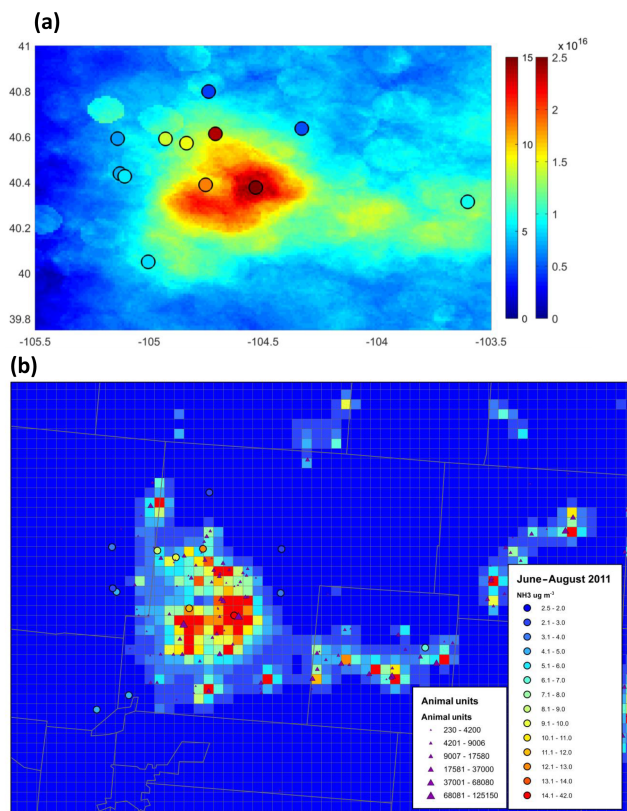 (a)
x 10¹⁶
41
40.8
40.6
40.4
40.2
40
39.8
-105.5
-105
-104.5
-104
-103.5
15
10
5
0
2.5
2
1.5
1
0.5
0
(b)
June–August 2011
NH3 ug m⁻³
2.5 - 2.0
2.1 - 3.0
3.1 - 4.0
4.1 - 5.0
5.1 - 6.0
6.1 - 7.0
7.1 - 8.0
8.1 - 9.0
9.1 - 10.0
10.1 - 11.0
11.1 - 12.0
12.1 - 13.0
13.1 - 14.0
14.1 - 42.0
Animal units
Animal units
230 - 4200
4201 - 9006
9007 - 17580
17581 - 37000
37001 - 68080
68081 - 125150